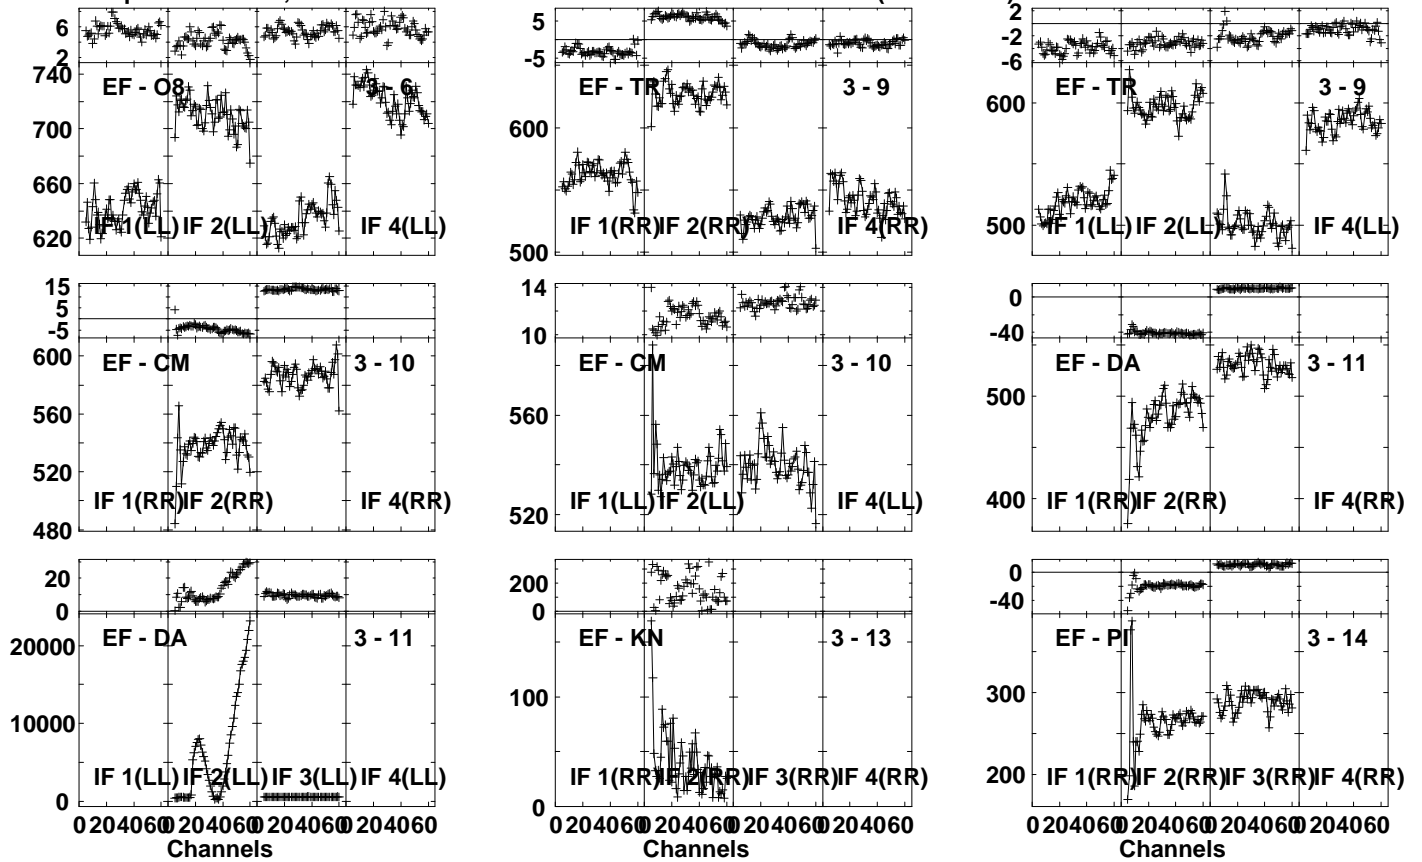 6
2
5
-5
2
-2
-6
740
700
660
620
EF - O8
3 - 6
IF 1(LL) IF 2(LL) IF 4(LL)
600
500
EF - TR
3 - 9
IF 1(RR) IF 2(RR) IF 4(RR)
600
500
EF - TR
3 - 9
IF 1(LL) IF 2(LL) IF 4(LL)
15
5
-5
14
10
0
-40
600
560
520
480
EF - CM
3 - 10
IF 1(RR) IF 2(RR) IF 4(RR)
560
520
EF - CM
3 - 10
IF 1(LL) IF 2(LL) IF 4(LL)
500
400
EF - DA
3 - 11
IF 1(RR) IF 2(RR) IF 4(RR)
20
0
200
0
0
-40
20000
10000
0
EF - DA
3 - 11
IF 1(LL) IF 2(LL) IF 3(LL) IF 4(LL)
100
0
EF - KN
3 - 13
IF 1(RR) IF 2(RR) IF 3(RR) IF 4(RR)
300
200
EF - PI
3 - 14
IF 1(RR) IF 2(RR) IF 3(RR) IF 4(RR)
0 204060 0 204060 0 204060 0 204060
0 204060 0 204060 0 204060 0 204060
0 204060 0 204060 0 204060 0 204060
Channels
Channels
Channels